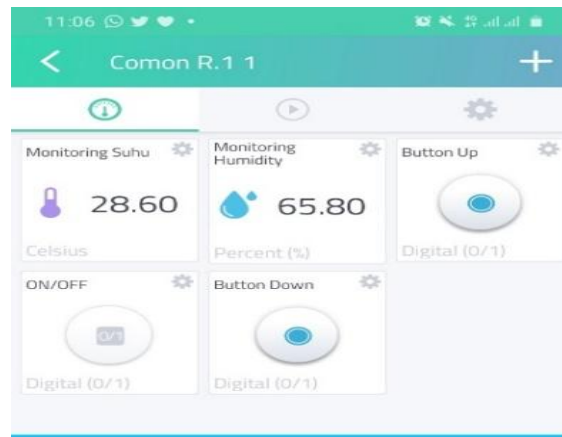 11:06
Comon R.1 1
Monitoring Suhu
28.60
Celsius
Monitoring
Humidity
65.80
Percent (%)
Button Up
Digital (0/1)
ON/OFF
0/1
Digital (0/1)
Button Down
Digital (0/1)